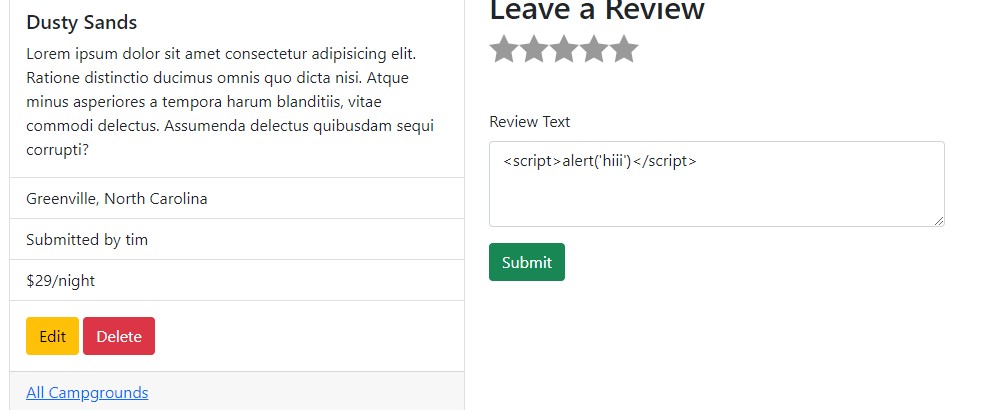 Dusty Sands
Lorem ipsum dolor sit amet consectetur adipisicing elit.
Ratione distinctio ducimus omnis quo dicta nisi. Atque
minus asperiores a tempora harum blanditiis, vitae
commodi delectus. Assumenda delectus quibusdam sequi
corrupti?
Greenville, North Carolina
Submitted by tim
$29/night
Edit Delete
All Campgrounds
Leave a Review
Review Text
<script>alert('hiii')</script>
Submit